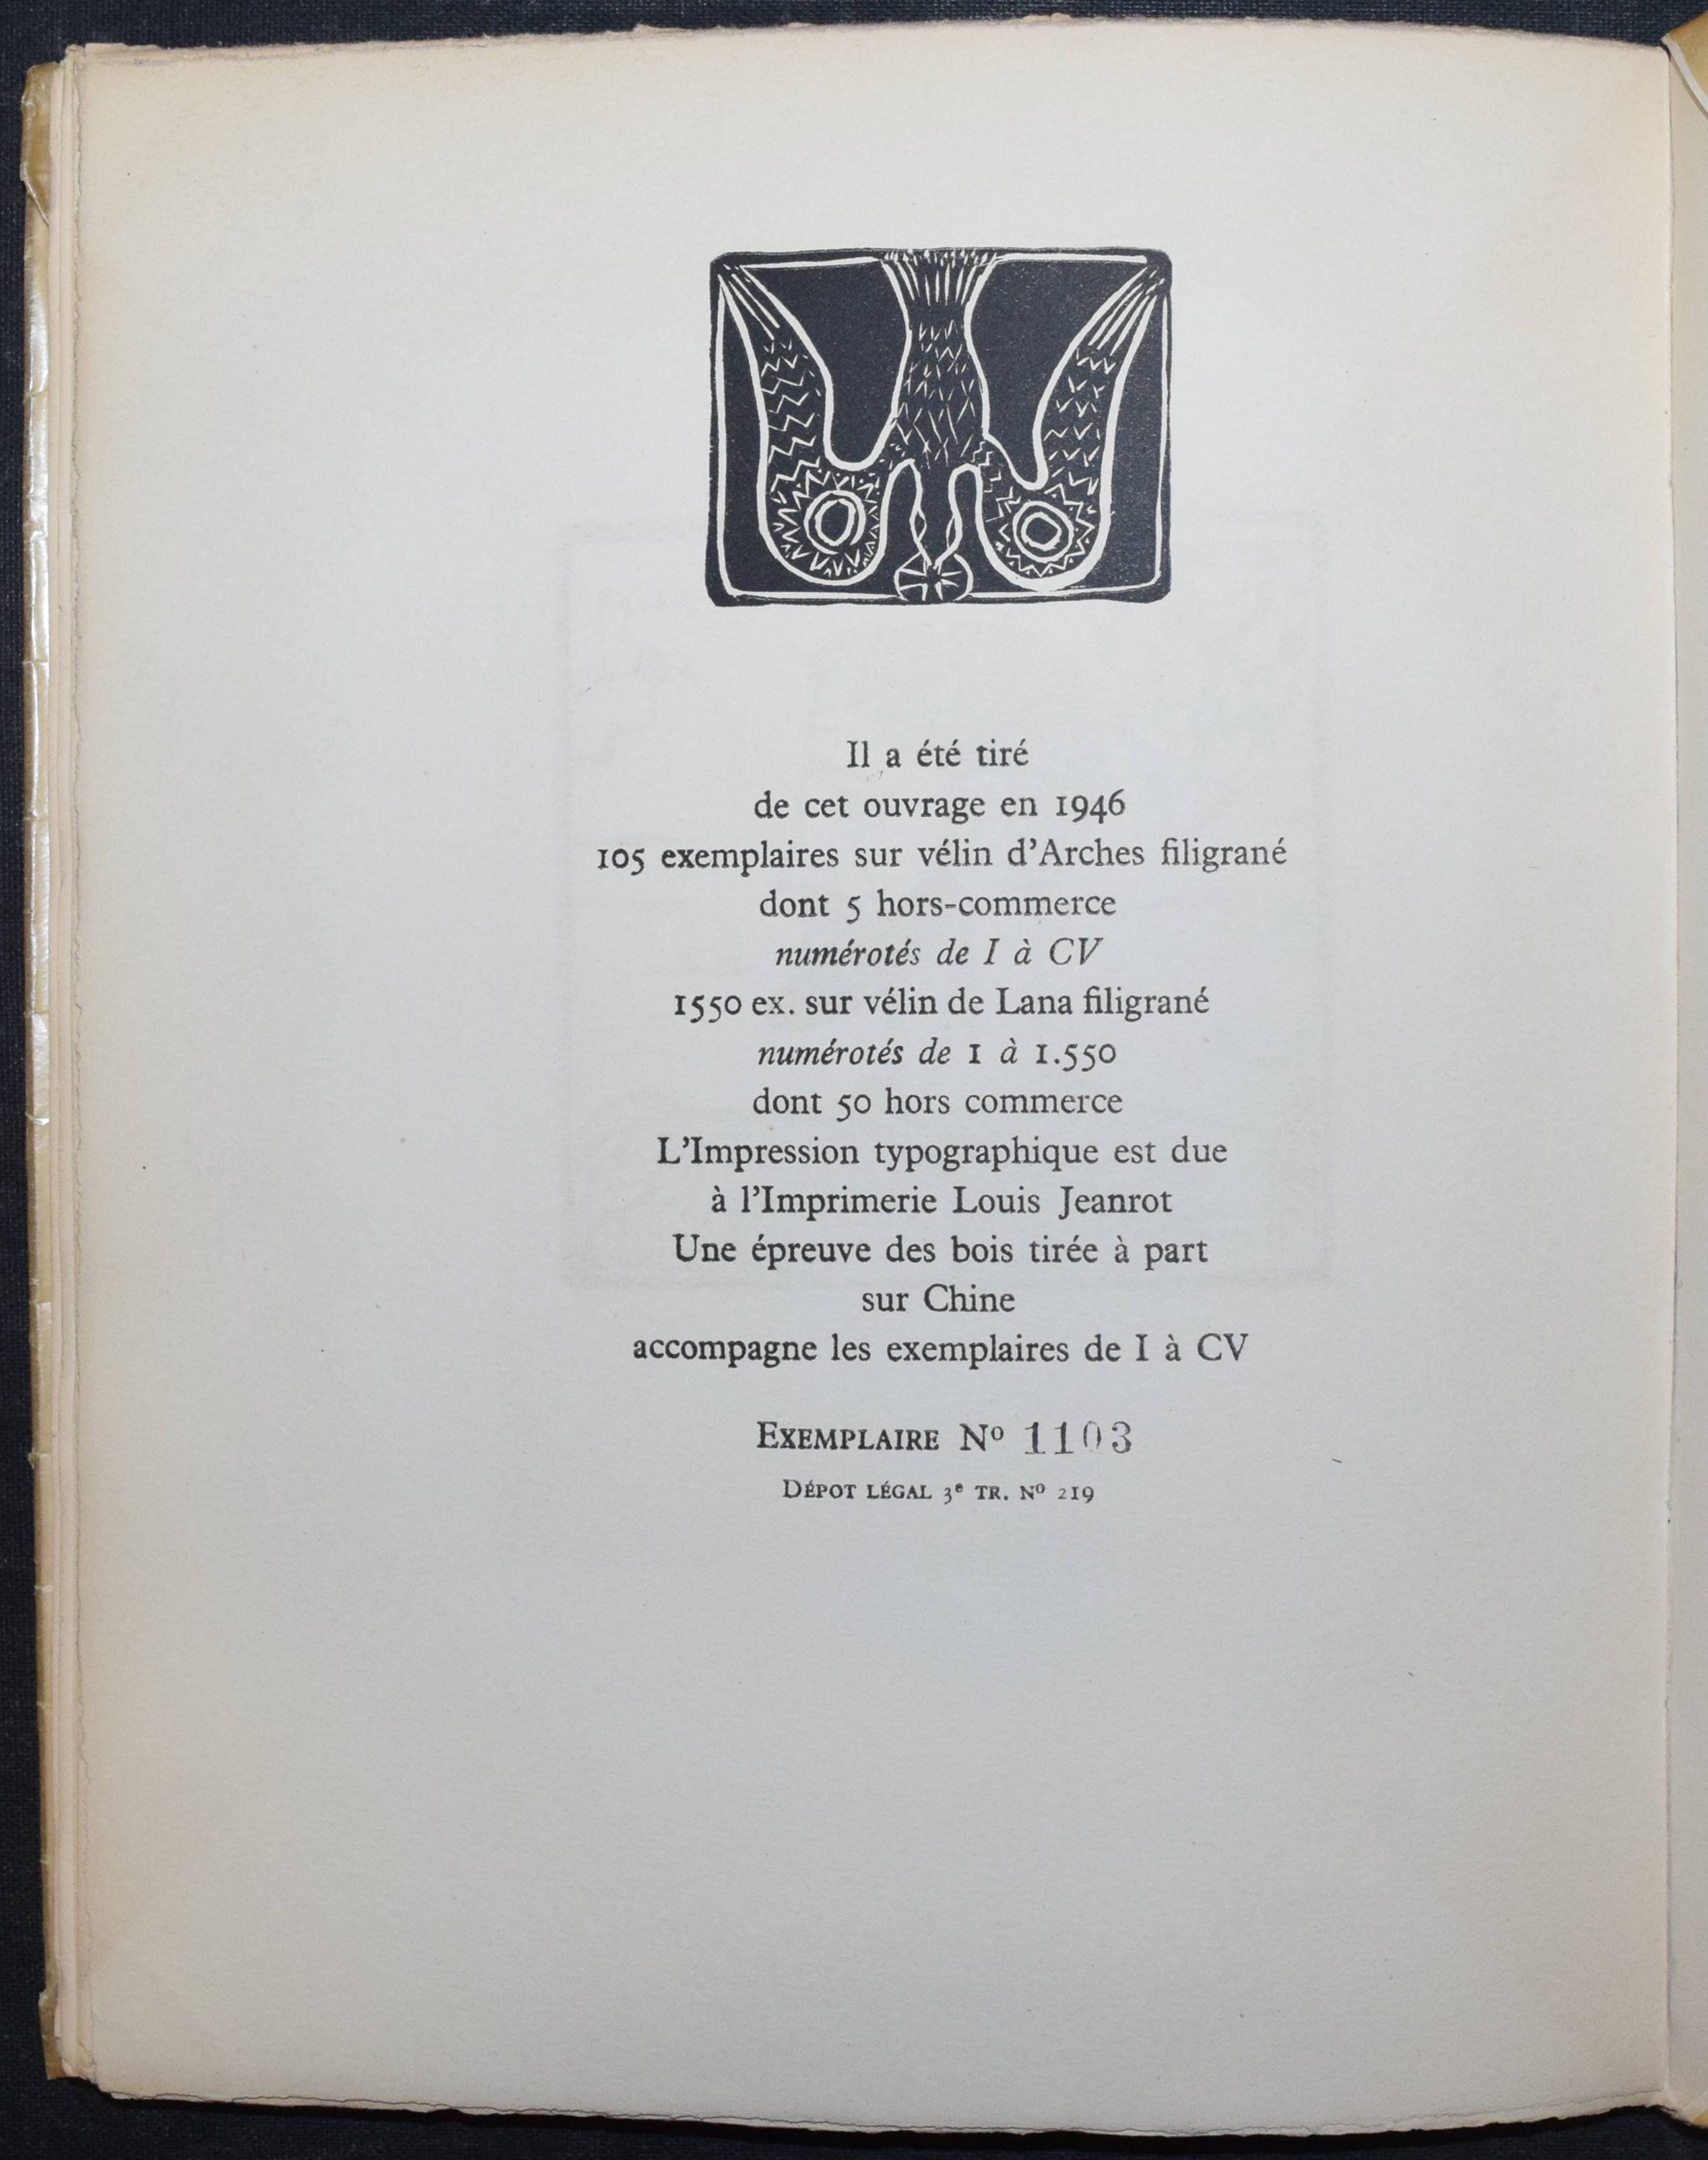 Il a été tiré
de cet ouvrage en 1946
105 exemplaires sur vélin d'Arches filigrané
dont 5 hors-commerce
numérotés de I à CV
1550 ex. sur vélin de Lana filigrané
numérotés de 1 à 1.550
dont 50 hors commerce
L'Impression typographique est due
à l'Imprimerie Louis Jeanrot
Une épreuve des bois tirée à part
sur Chine
accompagne les exemplaires de I à CV
EXEMPLAIRE Nº 1103
DÉPOT LÉGAL 3e TR. Nº 219